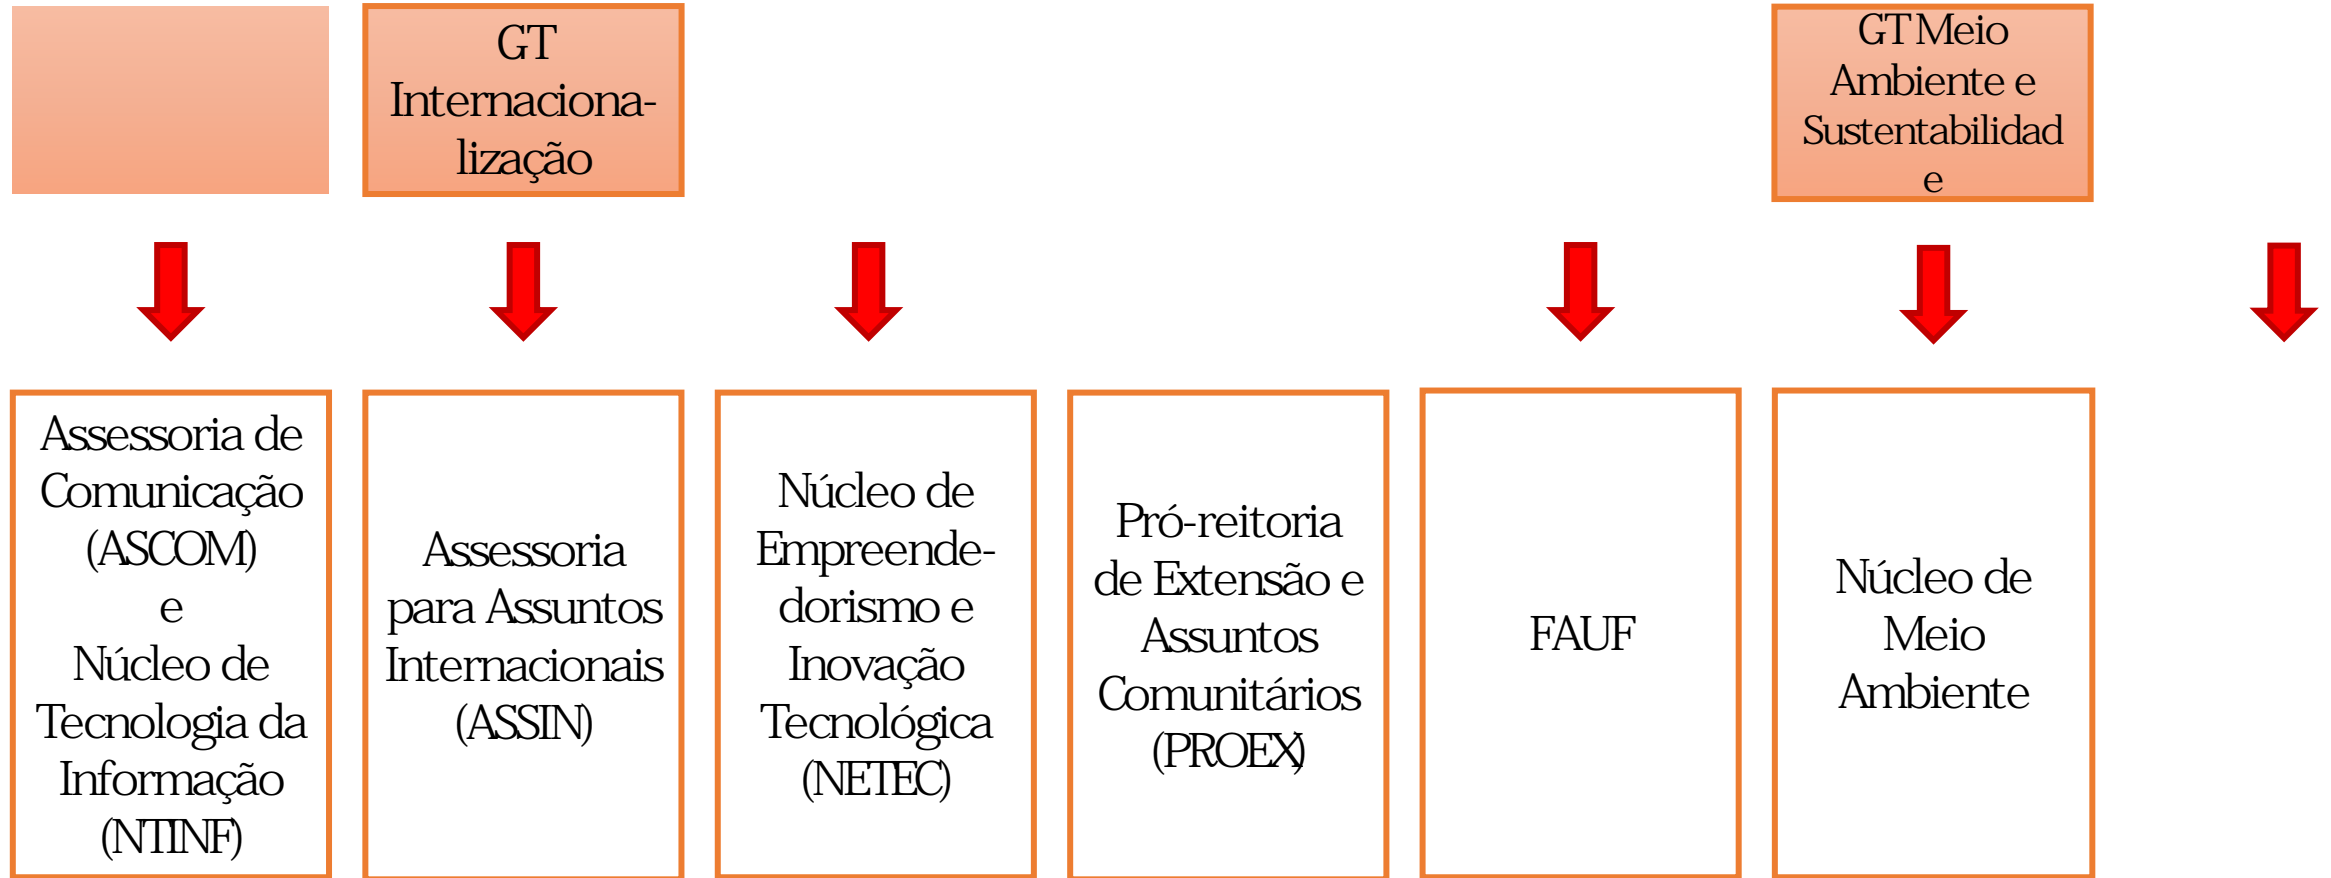 GT
Internaciona-
lização
GT Meio
Ambiente e
Sustentabilidad
e
Assessoria de
Comunicação
(ASCOM)
e
Núcleo de
Tecnologia da
Informação
(NTINF)
Assessoria
para Assuntos
Internacionais
(ASSIN)
Núcleo de
Empreende-
dorismo e
Inovação
Tecnológica
(NETEC)
Pró-reitoria
de Extensão e
Assuntos
Comunitários
(PROEX)
FAUF
Núcleo de
Meio
Ambiente